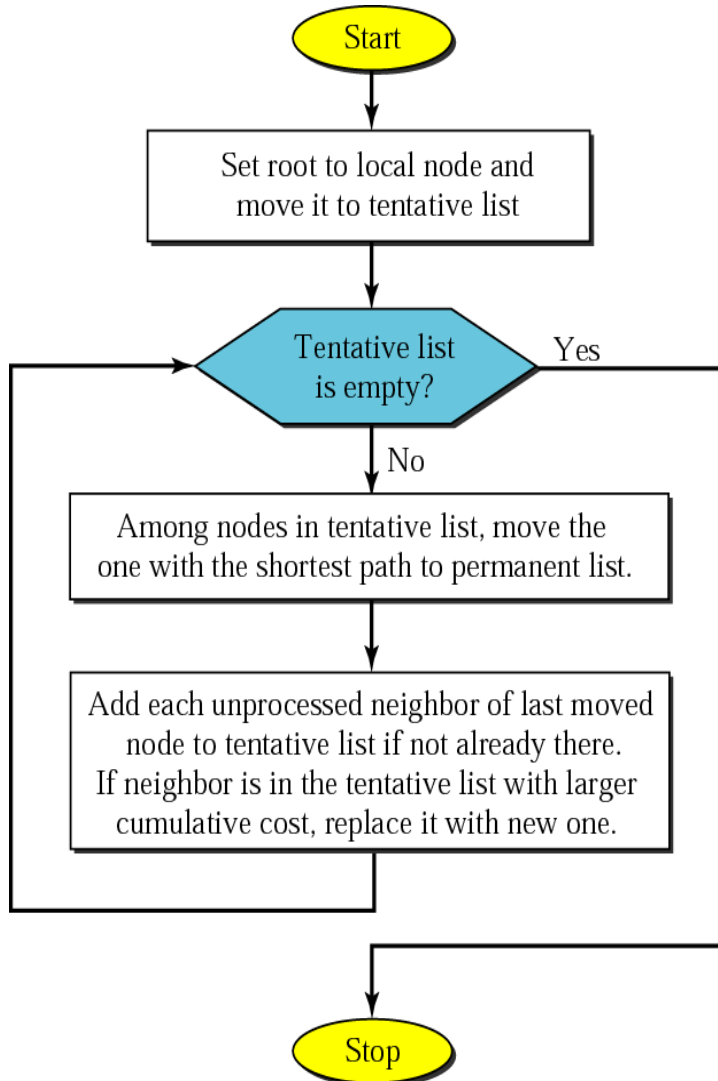 Start
Set root to local node and
move it to tentative list
Tentative list
is empty?
Yes
No
Among nodes in tentative list, move the
one with the shortest path to permanent list.
Add each unprocessed neighbor of last moved
node to tentative list if not already there.
If neighbor is in the tentative list with larger
cumulative cost, replace it with new one.
Stop